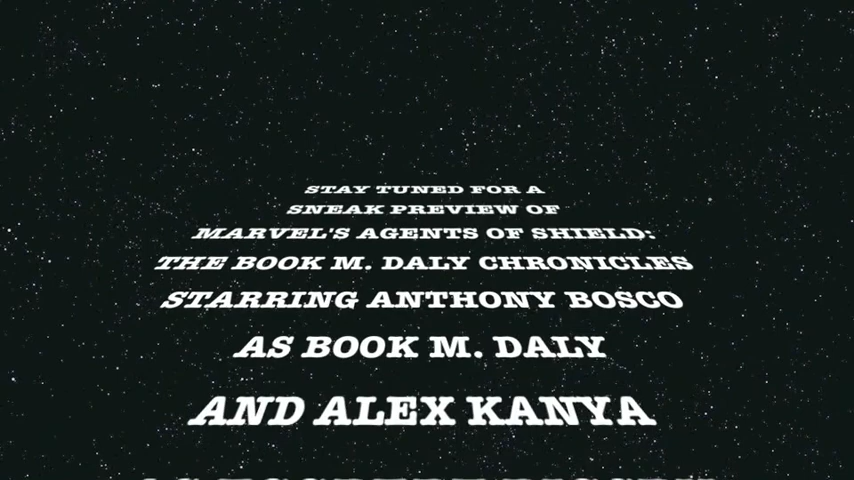 STAY TUNED FOR A
SNEAK PREVIEW OF
MARVEL'S AGENTS OF SHIELD:
THE BOOK M. DALY CHRONICLES
STARRING ANTHONY BOSCO
AS BOOK M. DALY
AND ALEX KANYA